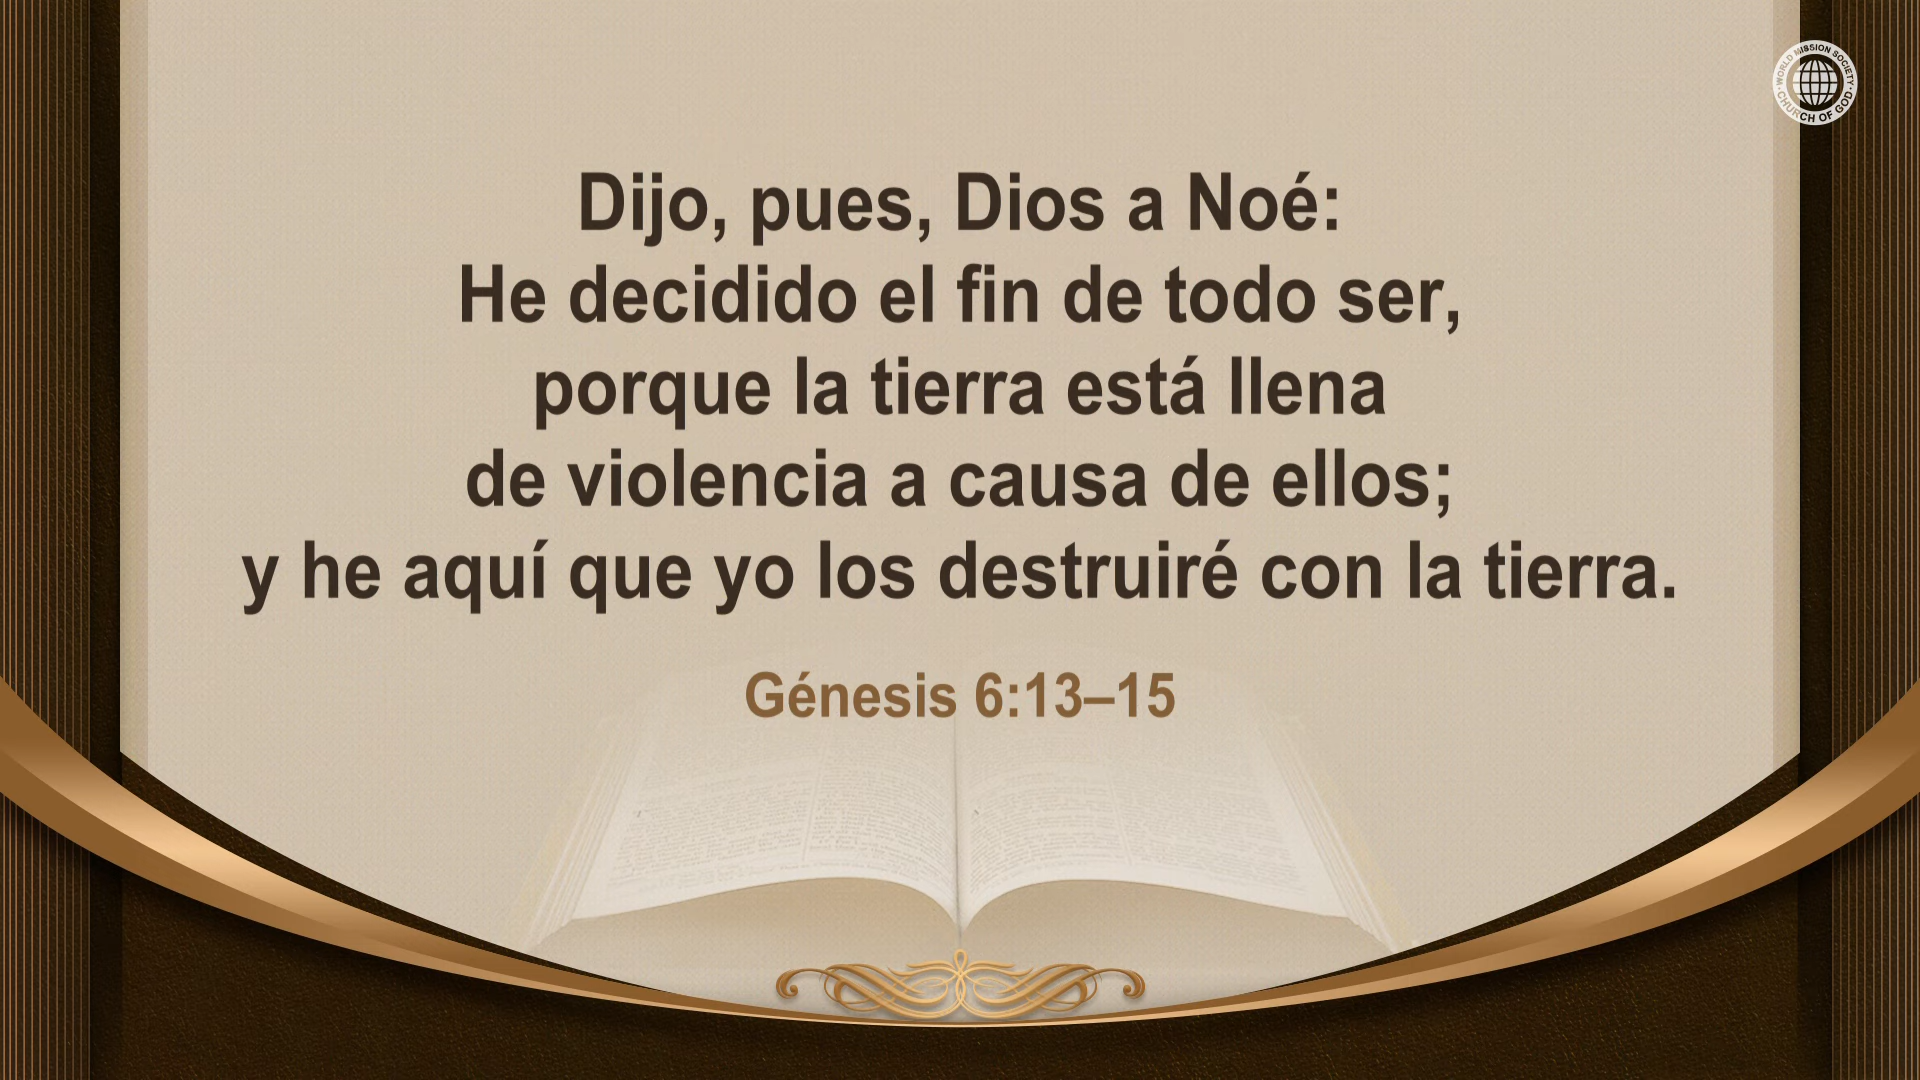 WORLD MISSION SOCIETY
CHURCH OF GOD
Dijo, pues, Dios a Noé:
He decidido el fin de todo ser,
porque la tierra está llena
de violencia a causa de ellos;
y he aquí que yo los destruiré con la tierra.
Génesis 6:13–15